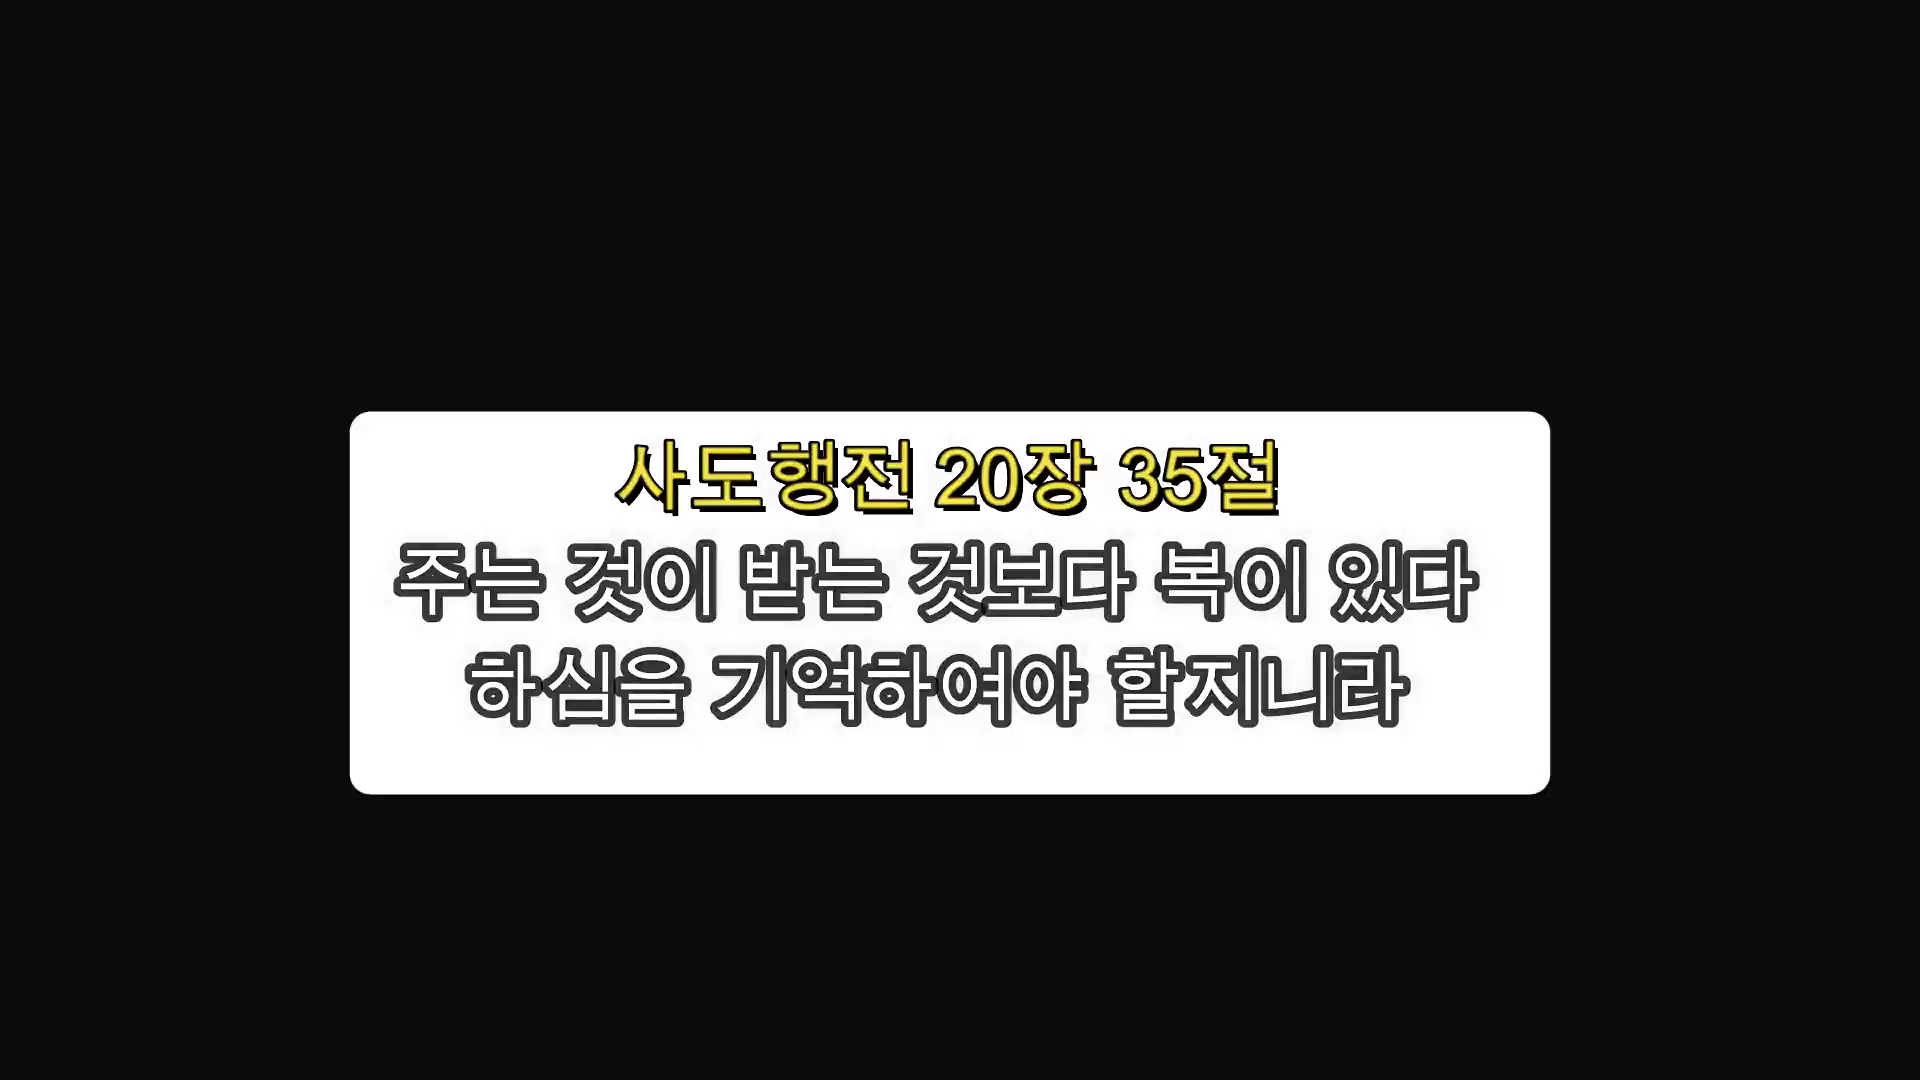 사도행전 20장 35절
주는 것이 받는 것보다 복이 있다
하심을 기억하여야 할지니라